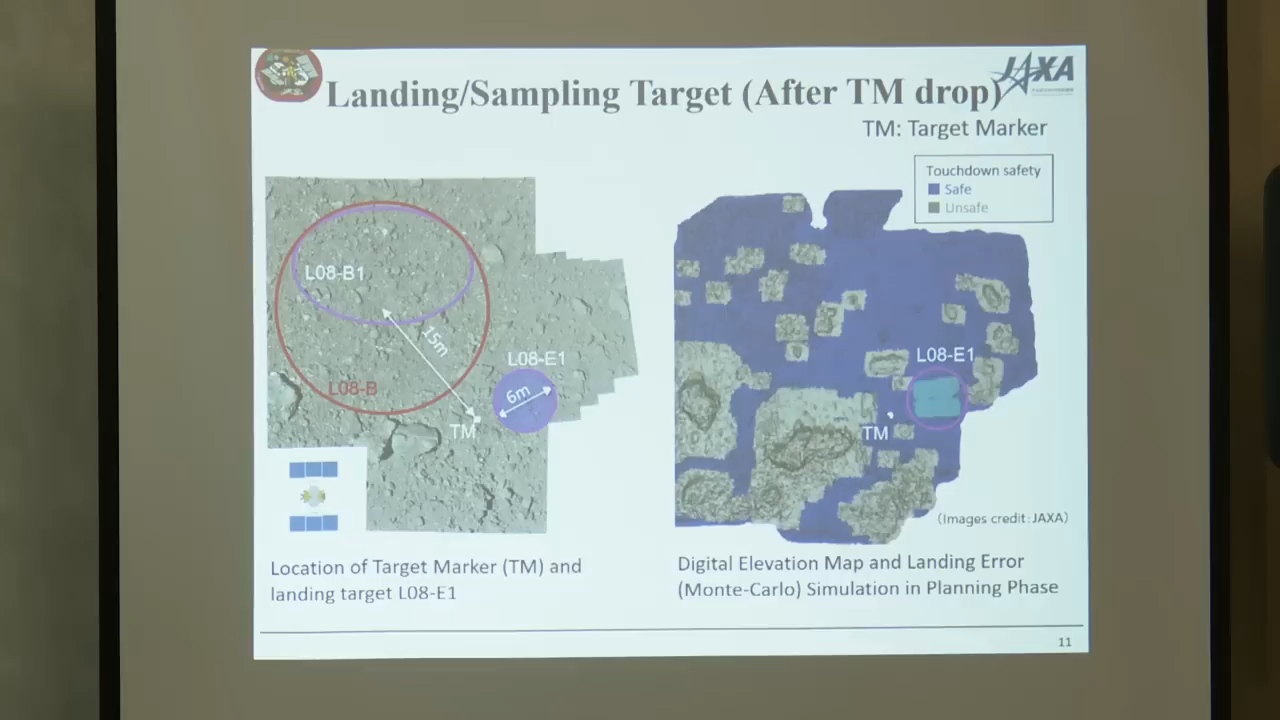 Landing/Sampling Target (After TM drop)
JAXA
TM: Target Marker
Touchdown safety
Safe
Unsafe
L08-B1
15m
L08-B
L08-E1
6m
TM
L08-E1
TM
(Images credit:JAXA)
Location of Target Marker (TM) and
landing target L08-E1
Digital Elevation Map and Landing Error
(Monte-Carlo) Simulation in Planning Phase
11